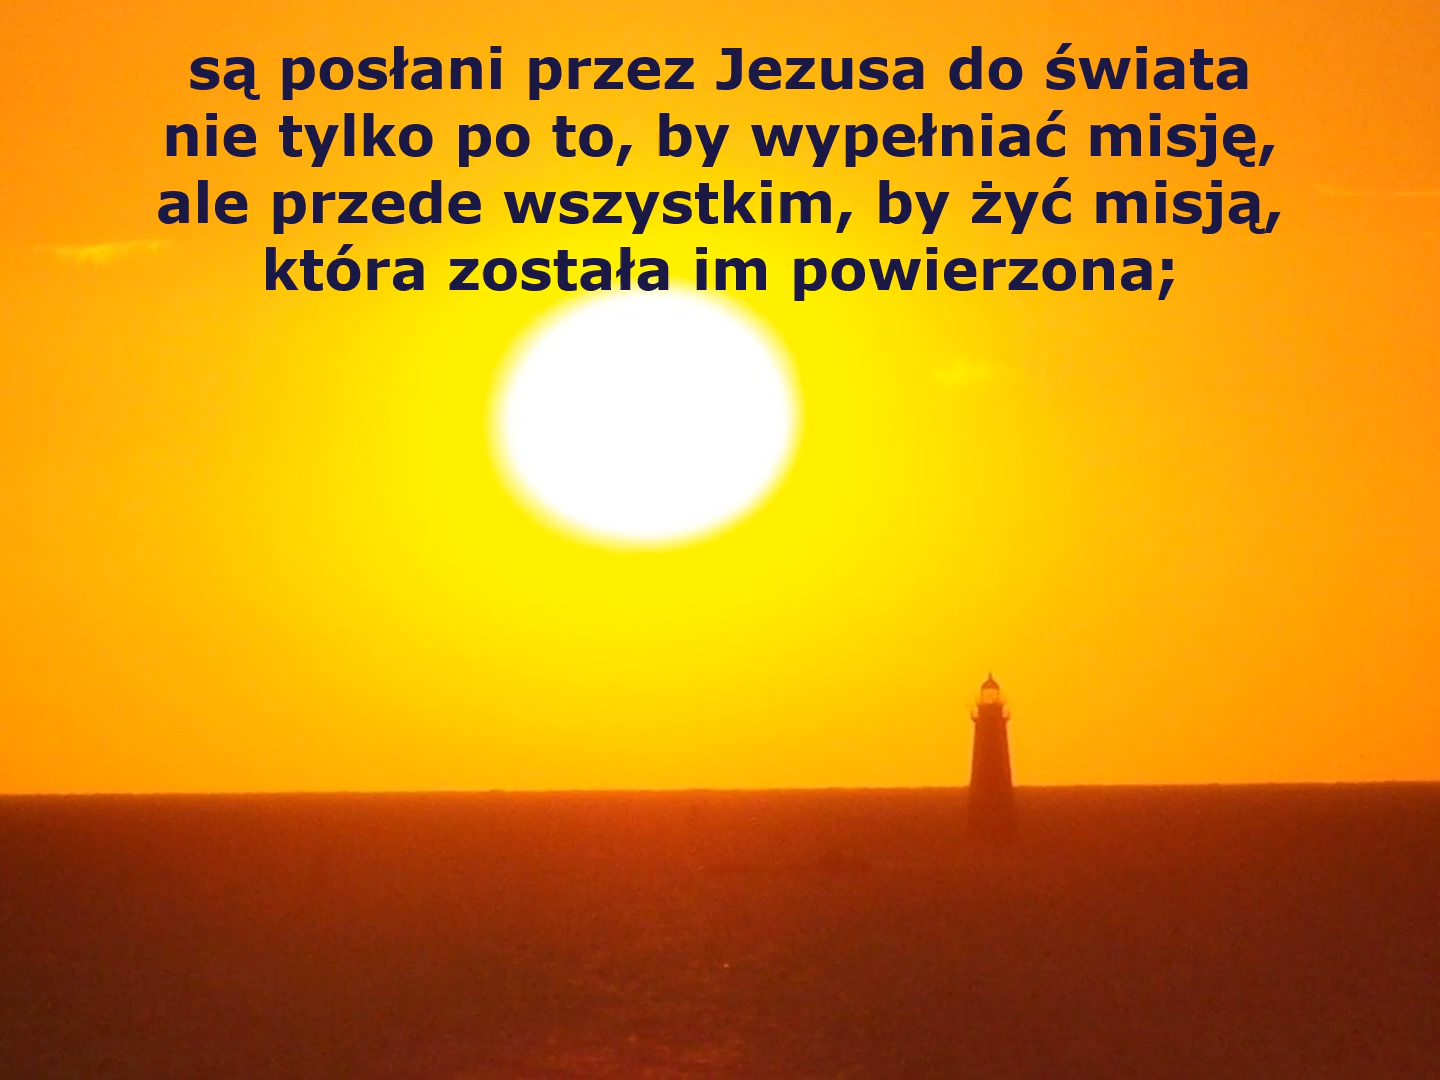 są posłani przez Jezusa do świata
nie tylko po to, by wypełniać misję,
ale przede wszystkim, by żyć misją,
która została im powierzona;